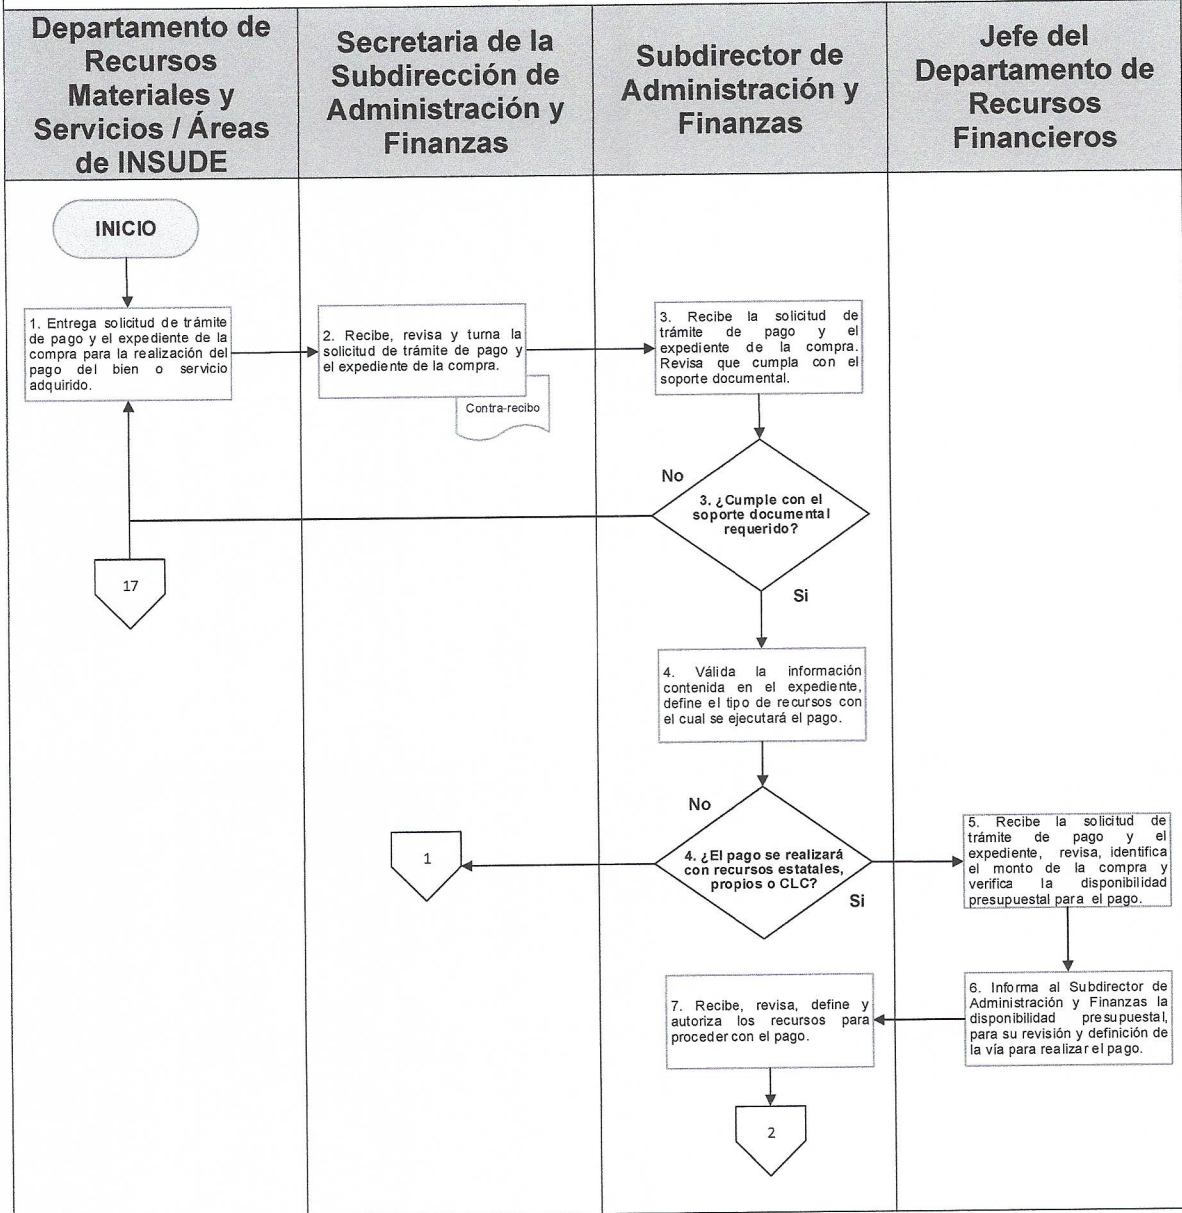 Departamento de
Recursos
Materiales y
Servicios / Áreas
de INSUDE
Secretaria de la
Subdirección de
Administración y
Finanzas
Subdirector de
Administración y
Finanzas
Jefe del
Departamento de
Recursos
Financieros
INICIO
1. Entrega solicitud de trámite
de pago y el expediente de la
compra para la realización del
pago del bien o servicio
adquirido.
2. Recibe, revisa y turna la
solicitud de trámite de pago y
el expediente de la compra.
Contra-recibo
3. Recibe la solicitud de
trámite de pago y el
expediente de la compra.
Revisa que cumpla con el
soporte documental.
No
3. ¿Cumple con el
soporte documental
requerido?
Si
17
4. Válida la información
contenida en el expediente,
define el tipo de recursos con
el cual se ejecutará el pago.
No
4. ¿El pago se realizará
con recursos estatales,
propios o CLC?
Si
1
5. Recibe la solicitud de
trámite de pago y el
expediente, revisa, identifica
el monto de la compra y
verifica la disponibilidad
presupuestal para el pago.
6. Informa al Subdirector de
Administración y Finanzas la
disponibilidad presupuestal,
para su revisión y definición de
la vía para realizar el pago.
7. Recibe, revisa, define y
autoriza los recursos para
proceder con el pago.
2